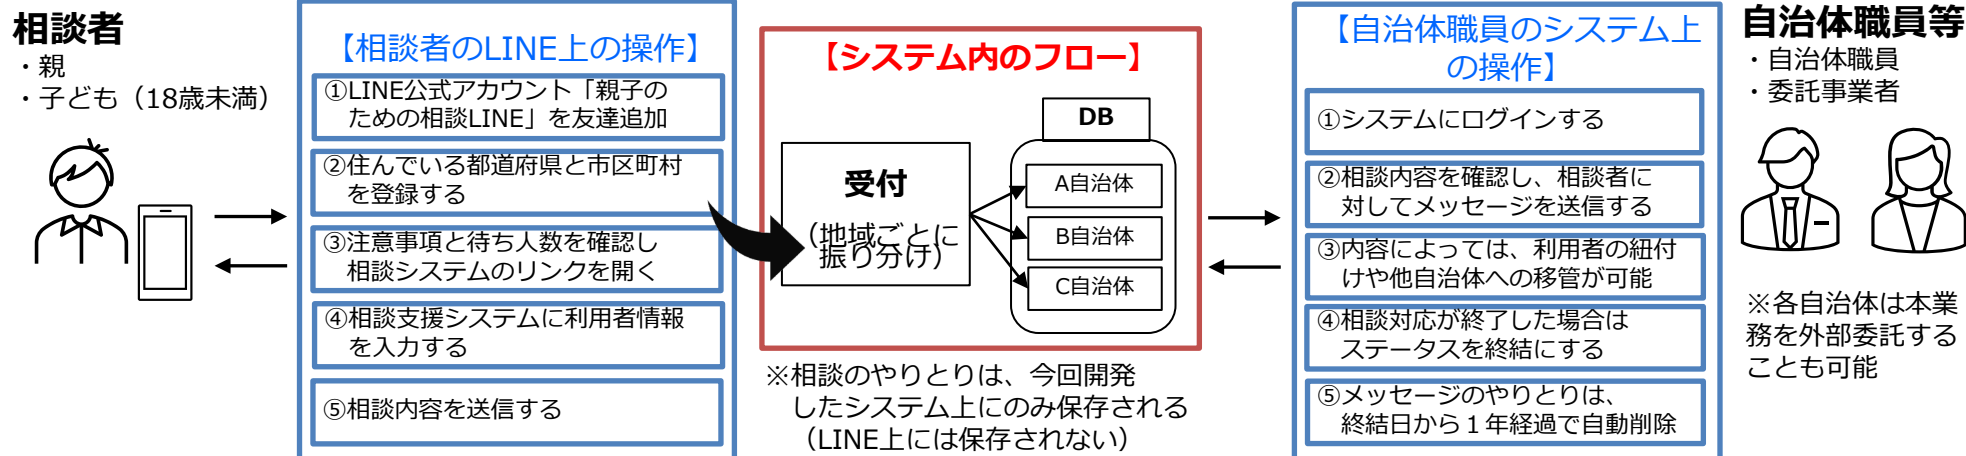 相談者
・親
・子ども（18歳未満）
【相談者のLINE上の操作】
①LINE公式アカウント「親子の
ための相談LINE」を友達追加
②住んでいる都道府県と市区町村
を登録する
③注意事項と待ち人数を確認し
相談システムのリンクを開く
④相談支援システムに利用者情報
を入力する
⑤相談内容を送信する
【システム内のフロー】
受付
（地域ごとに
振り分け）
DB
A自治体
B自治体
C自治体
※相談のやりとりは、今回開発
したシステム上にのみ保存される
（LINE上には保存されない）
【自治体職員のシステム上
の操作】
①システムにログインする
②相談内容を確認し、相談者に
対してメッセージを送信する
③内容によっては、利用者の紐付
けや他自治体への移管が可能
④相談対応が終了した場合は
ステータスを終結にする
⑤メッセージのやりとりは、
終結日から１年経過で自動削除
自治体職員等
・自治体職員
・委託事業者
※各自治体は本業
務を外部委託する
ことも可能